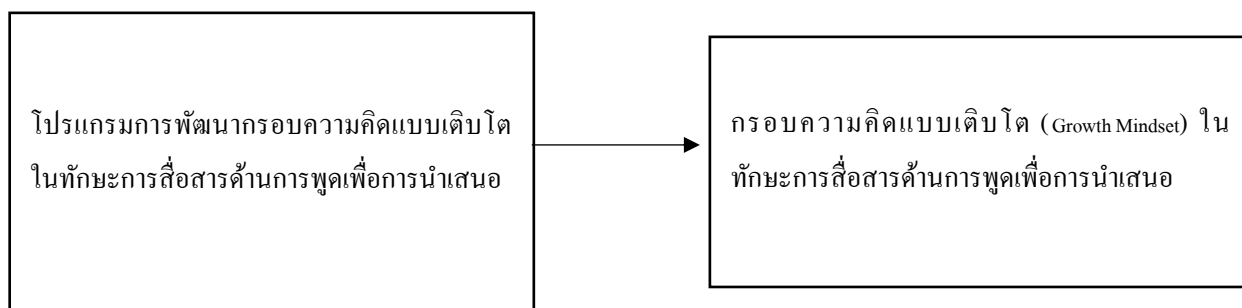 โปรแกรมการพัฒนากรอบความคิดแบบเติบโต
ในทักษะการสื่อสารด้านการพูดเพื่อการนำเสนอ
กรอบความคิดแบบเติบโต (Growth Mindset) ใน
ทักษะการสื่อสารด้านการพูดเพื่อการนำเสนอ